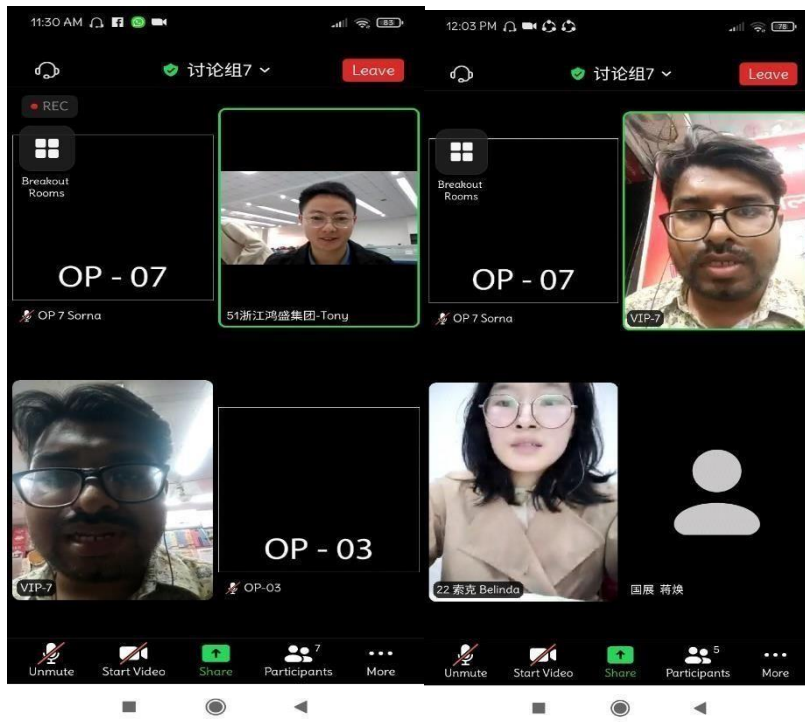 11:30 AM
83
讨论组7
Leave
REC
Breakout
Rooms
OP - 07
OP 7 Sorna
51浙江鸿盛集团-Tony
VIP-7
OP - 03
OP-03
Unmute
Start Video
Share
Participants
7
More
12:03 PM
78
讨论组7
Leave
Breakout
Rooms
OP - 07
OP 7 Sorna
VIP-7
22 索克 Belinda
国展 蒋焕
Unmute
Start Video
Share
Participants
5
More